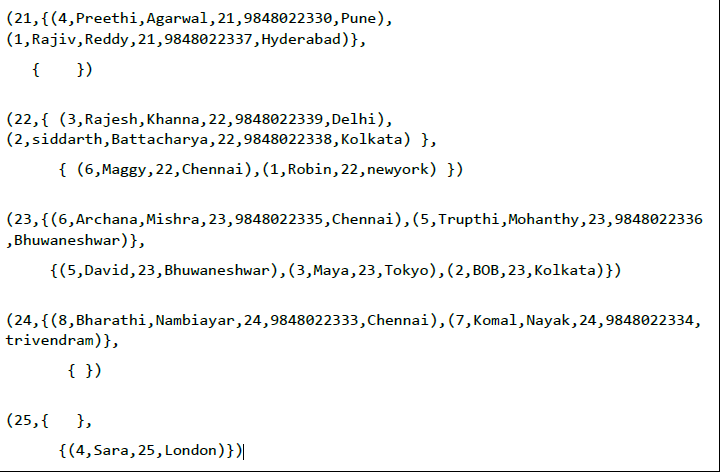 (21,{(4,Preethi,Agarwal,21,9848022330,Pune),
(1,Rajiv,Reddy,21,9848022337,Hyderabad)},
{    })
(22,{ (3,Rajesh,Khanna,22,9848022339,Delhi),
(2,siddarth,Battacharya,22,9848022338,Kolkata) },
{ (6,Maggy,22,Chennai),(1,Robin,22,newyork) })
(23,{(6,Archana,Mishra,23,9848022335,Chennai),(5,Trupthi,Mohanthy,23,9848022336
,Bhuwaneshwar)},
{(5,David,23,Bhuwaneshwar),(3,Maya,23,Tokyo),(2,BOB,23,Kolkata)})
(24,{(8,Bharathi,Nambiayar,24,9848022333,Chennai),(7,Komal,Nayak,24,9848022334,
trivendram)},
{ })
(25,{   },
{(4,Sara,25,London)})